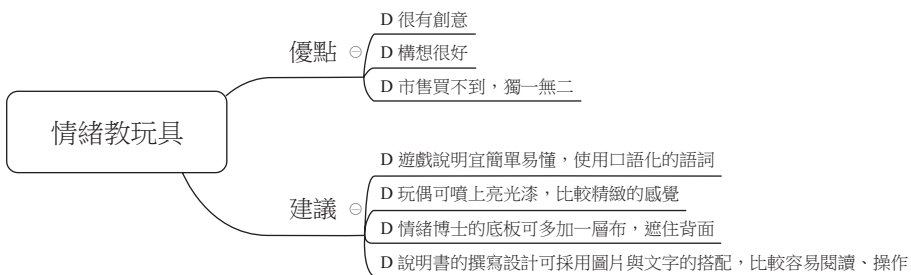 情緒教玩具
優點
D 很有創意
D 構想很好
D 市售買不到，獨一無二
建議
D 遊戲說明宜簡單易懂，使用口語化的語詞
D 玩偶可噴上亮光漆，比較精緻的感覺
D 情緒博士的底板可多加一層布，遮住背面
D 說明書的撰寫設計可採用圖片與文字的搭配，比較容易閱讀、操作